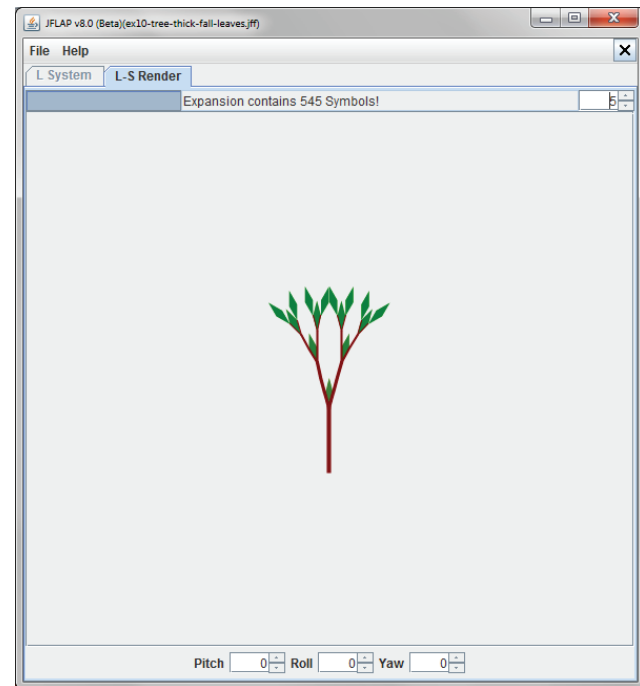 JFLAP v8.0 (Beta)(ex10-tree-thick-fall-leaves.jff)
File Help
L System L-S Render
Expansion contains 545 Symbols! 5
Pitch 0 Roll 0 Yaw 0